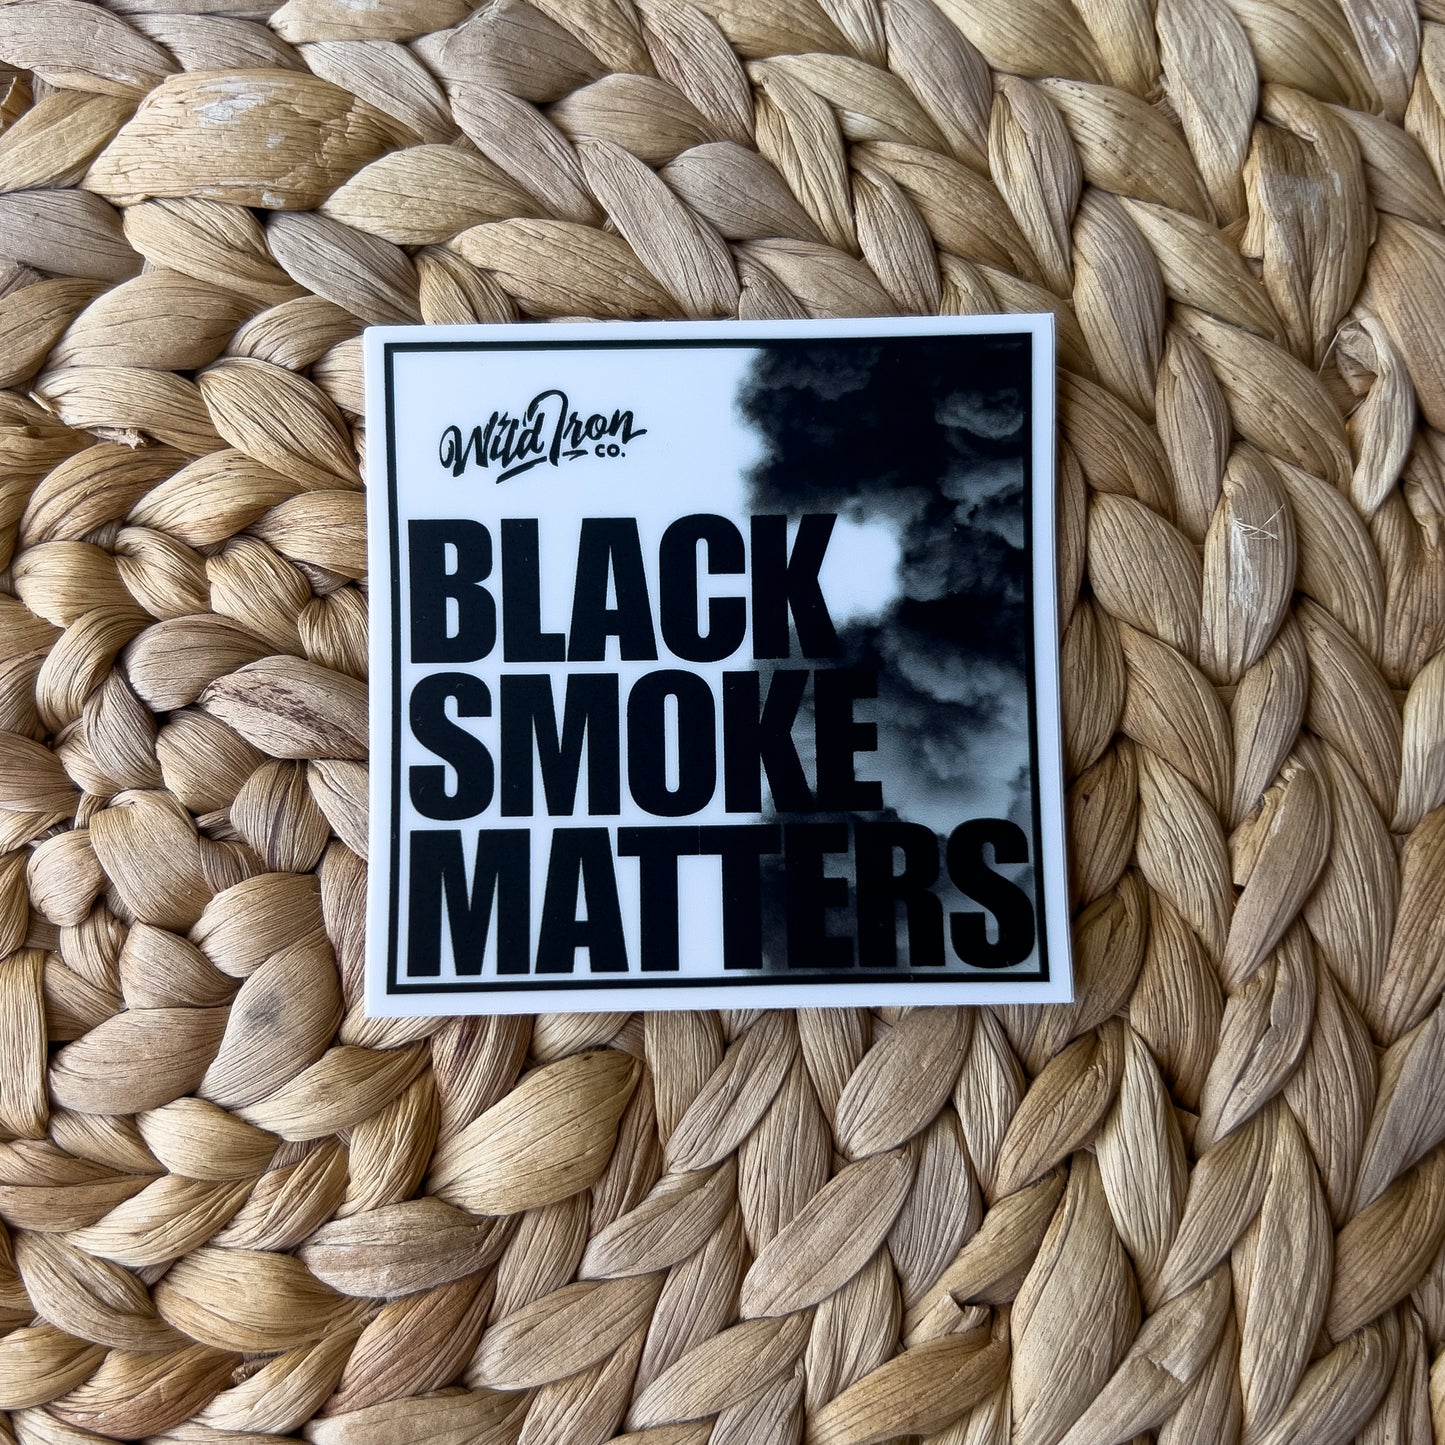 Wild Iron
CO.
BLACK
SMOKE
MATTERS